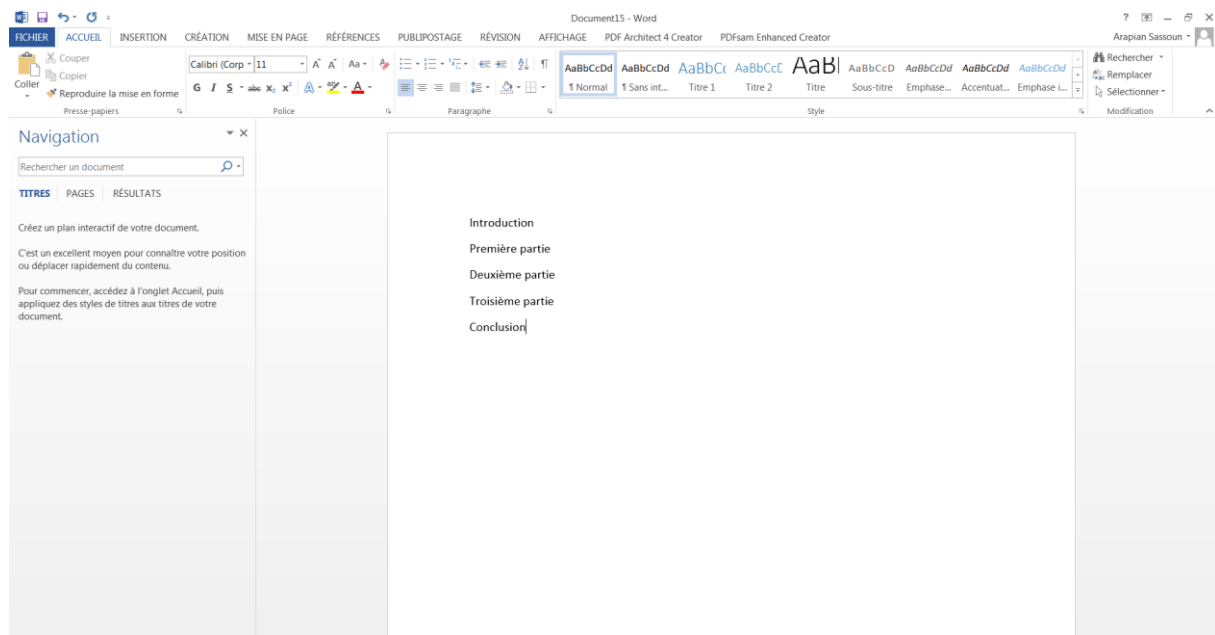 Document15 - Word
FICHIER ACCUEIL INSERTION CRÉATION MISE EN PAGE RÉFÉRENCES PUBLIPOSTAGE RÉVISION AFFICHAGE PDF Architect 4 Creator PDFsam Enhanced Creator Arapian Sassoun
Coller
Couper
Copier
Reproduire la mise en forme
Presse-papiers
Calibri (Corp 11
G I S abc X₂ X² A A
Police
Paragraphe
AaBbCcDd AaBbCcDd AaBbCc AaBbCcC AaBl AaBbCcD AaBbCcDd AaBbCcDd AaBbCcDd
¶ Normal ¶ Sans int... Titre 1 Titre 2 Titre Sous-titre Emphase... Accentuat... Emphase i...
Style
Rechercher
Remplacer
Sélectionner
Modification
Navigation
Rechercher un document
TITRES PAGES RÉSULTATS
Créez un plan interactif de votre document.
C'est un excellent moyen pour connaître votre position
ou déplacer rapidement du contenu.
Pour commencer, accédez à l'onglet Accueil, puis
appliquez des styles de titres aux titres de votre
document.
Introduction
Première partie
Deuxième partie
Troisième partie
Conclusion